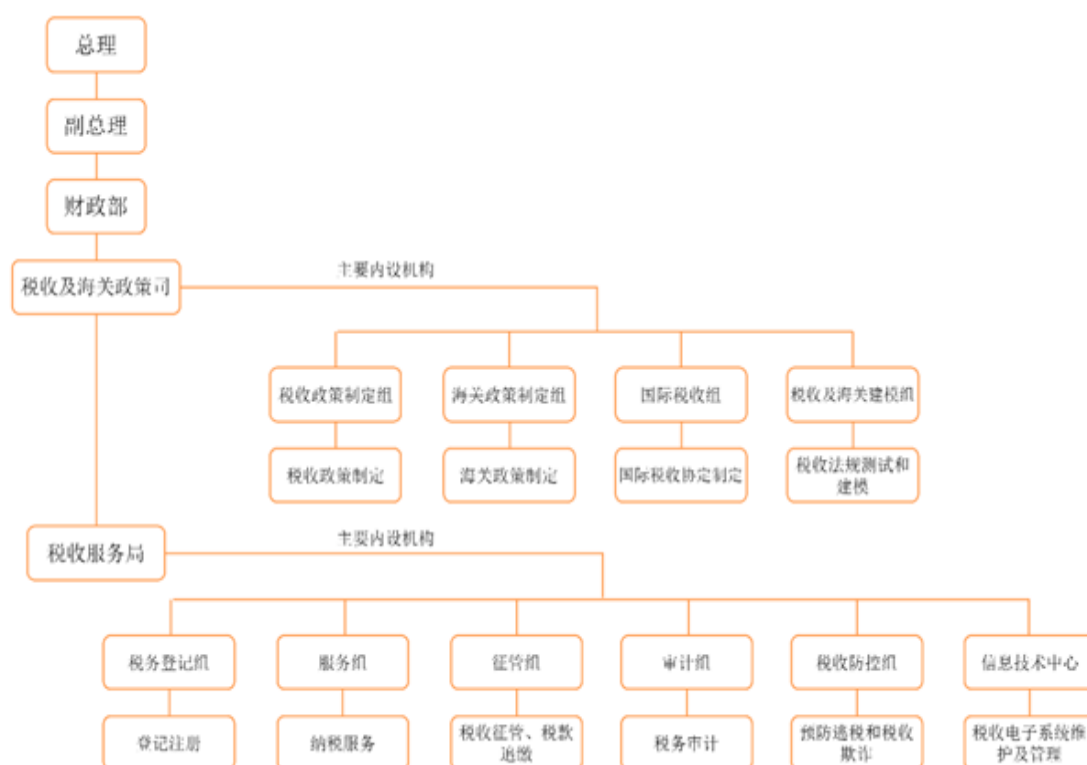 总理
副总理
财政部
税收及海关政策司
主要内设机构
税收政策制定组
海关政策制定组
国际税收组
税收及海关建模组
税收政策制定
海关政策制定
国际税收协定制定
税收法规测试和
建模
税收服务局
主要内设机构
税务登记组
服务组
征管组
审计组
税收防控组
信息技术中心
登记注册
纳税服务
税收征管、税款
追缴
税务审计
预防逃税和税收
欺诈
税收电子系统维
护及管理